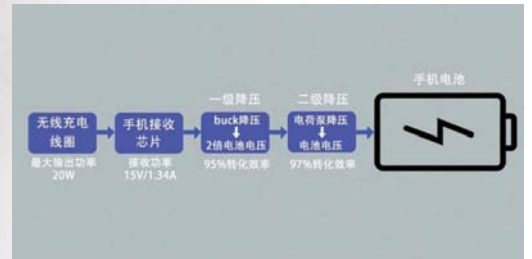 手机电池
一级降压
二级降压
无线充电
线圈
手机接收
芯片
buck降压
↓
2倍电池电压
电荷泵降压
↓
电池电压
最大输出功率
20W
接收功率
15V/1.34A
95%转化效率
97%转化效率